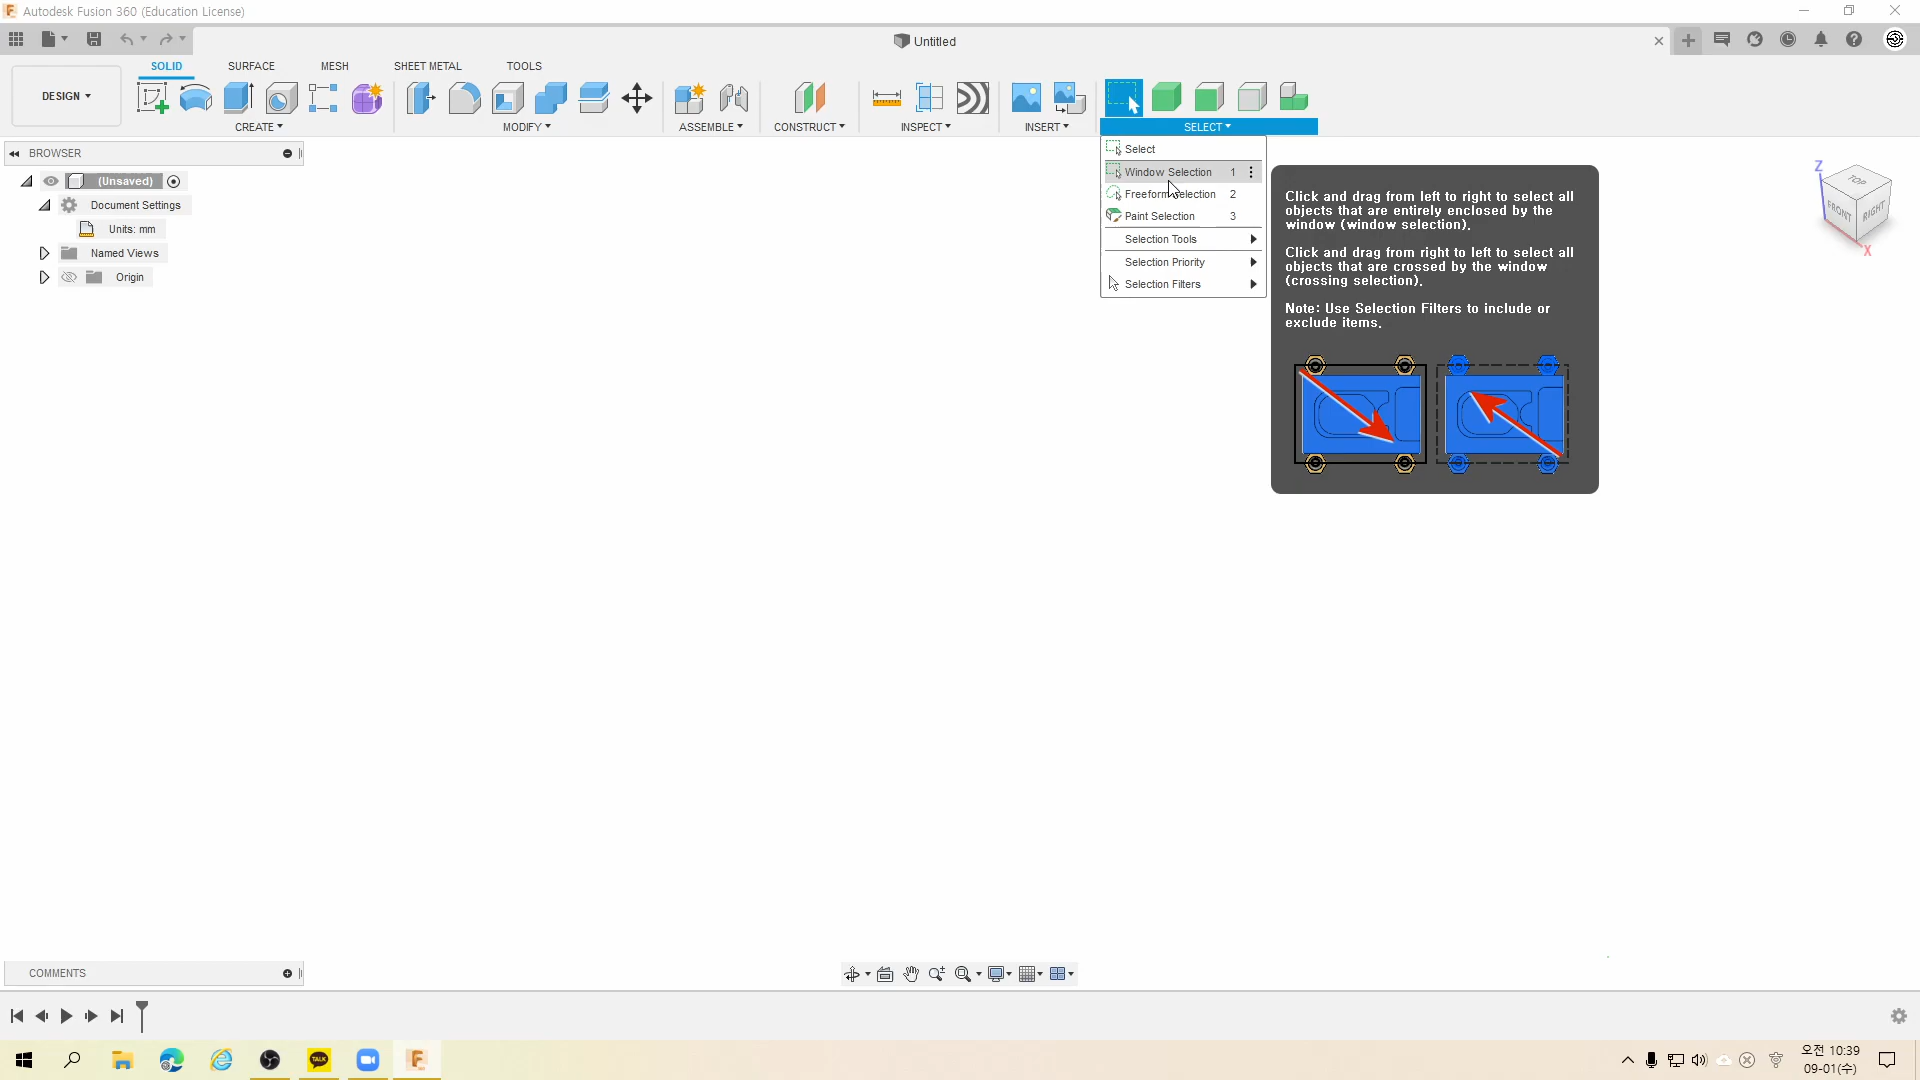 Autodesk Fusion 360 (Education License)
Untitled
SOLID SURFACE MESH SHEET METAL TOOLS
DESIGN
CREATE MODIFY ASSEMBLE CONSTRUCT INSPECT INSERT SELECT
BROWSER
(Unsaved)
Document Settings
Units: mm
Named Views
Origin
Select
Window Selection 1
Freeform Selection 2
Paint Selection 3
Selection Tools
Selection Priority
Selection Filters
Click and drag from left to right to select all
objects that are entirely enclosed by the
window (window selection).
Click and drag from right to left to select all
objects that are crossed by the window
(crossing selection).
Note: Use Selection Filters to include or
exclude items.
Z
TOP
FRONT RIGHT
X
COMMENTS
TALK
오전 10:39
09-01(수)